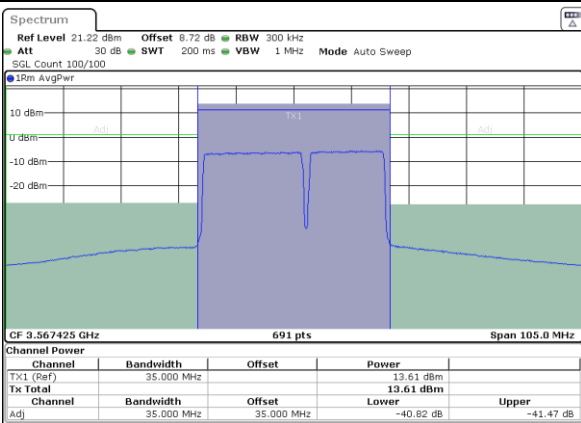 Spectrum
Ref Level 21.22 dBm Offset 8.72 dB RBW 300 kHz
Att 30 dB SWT 200 ms VBW 1 MHz Mode Auto Sweep
SGL Count 100/100
1Rm AvgPwr
10 dBm
TX1
Adj
Adj
0 dBm
-10 dBm
-20 dBm
CF 3.567425 GHz 691 pts Span 105.0 MHz
Channel Power
Channel Bandwidth Offset Power
TX1 (Ref) 35.000 MHz 13.61 dBm
Tx Total 13.61 dBm
Channel Bandwidth Offset Lower Upper
Adj 35.000 MHz 35.000 MHz -40.82 dB -41.47 dB